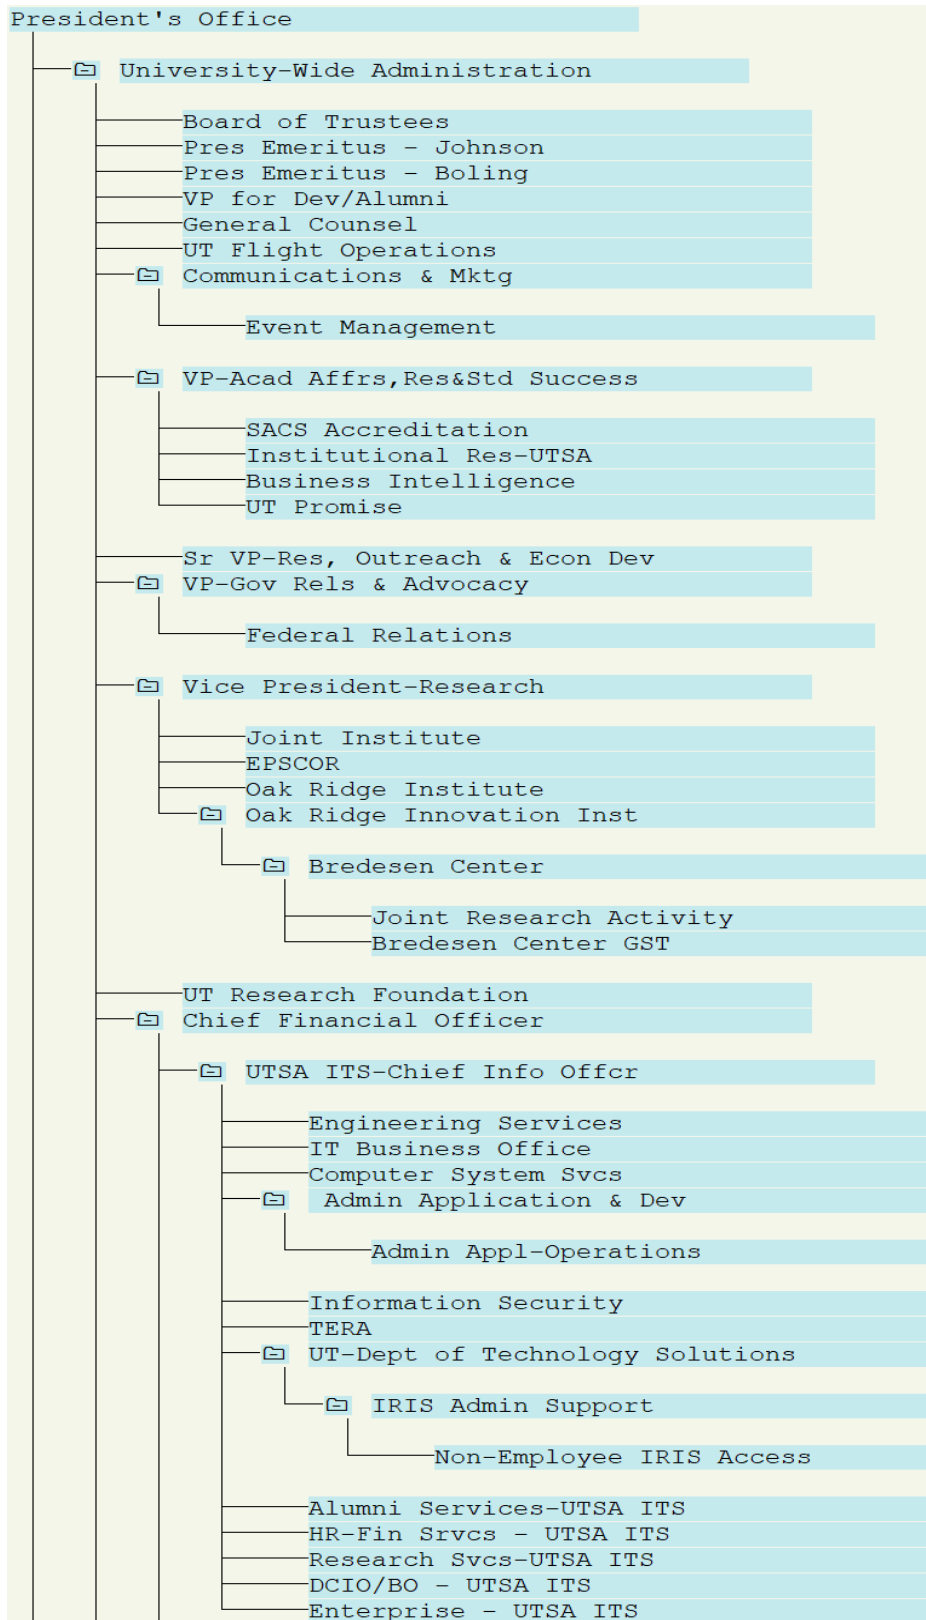 President's Office
University-Wide Administration
Board of Trustees
Pres Emeritus - Johnson
Pres Emeritus - Boling
VP for Dev/Alumni
General Counsel
UT Flight Operations
Communications & Mktg
Event Management
VP-Acad Affrs,Res&Std Success
SACS Accreditation
Institutional Res-UTSA
Business Intelligence
UT Promise
Sr VP-Res, Outreach & Econ Dev
VP-Gov Rels & Advocacy
Federal Relations
Vice President-Research
Joint Institute
EPSCOR
Oak Ridge Institute
Oak Ridge Innovation Inst
Bredesen Center
Joint Research Activity
Bredesen Center GST
UT Research Foundation
Chief Financial Officer
UTSA ITS-Chief Info Offcr
Engineering Services
IT Business Office
Computer System Svcs
Admin Application & Dev
Admin Appl-Operations
Information Security
TERA
UT-Dept of Technology Solutions
IRIS Admin Support
Non-Employee IRIS Access
Alumni Services-UTSA ITS
HR-Fin Srvcs - UTSA ITS
Research Svcs-UTSA ITS
DCIO/BO - UTSA ITS
Enterprise - UTSA ITS